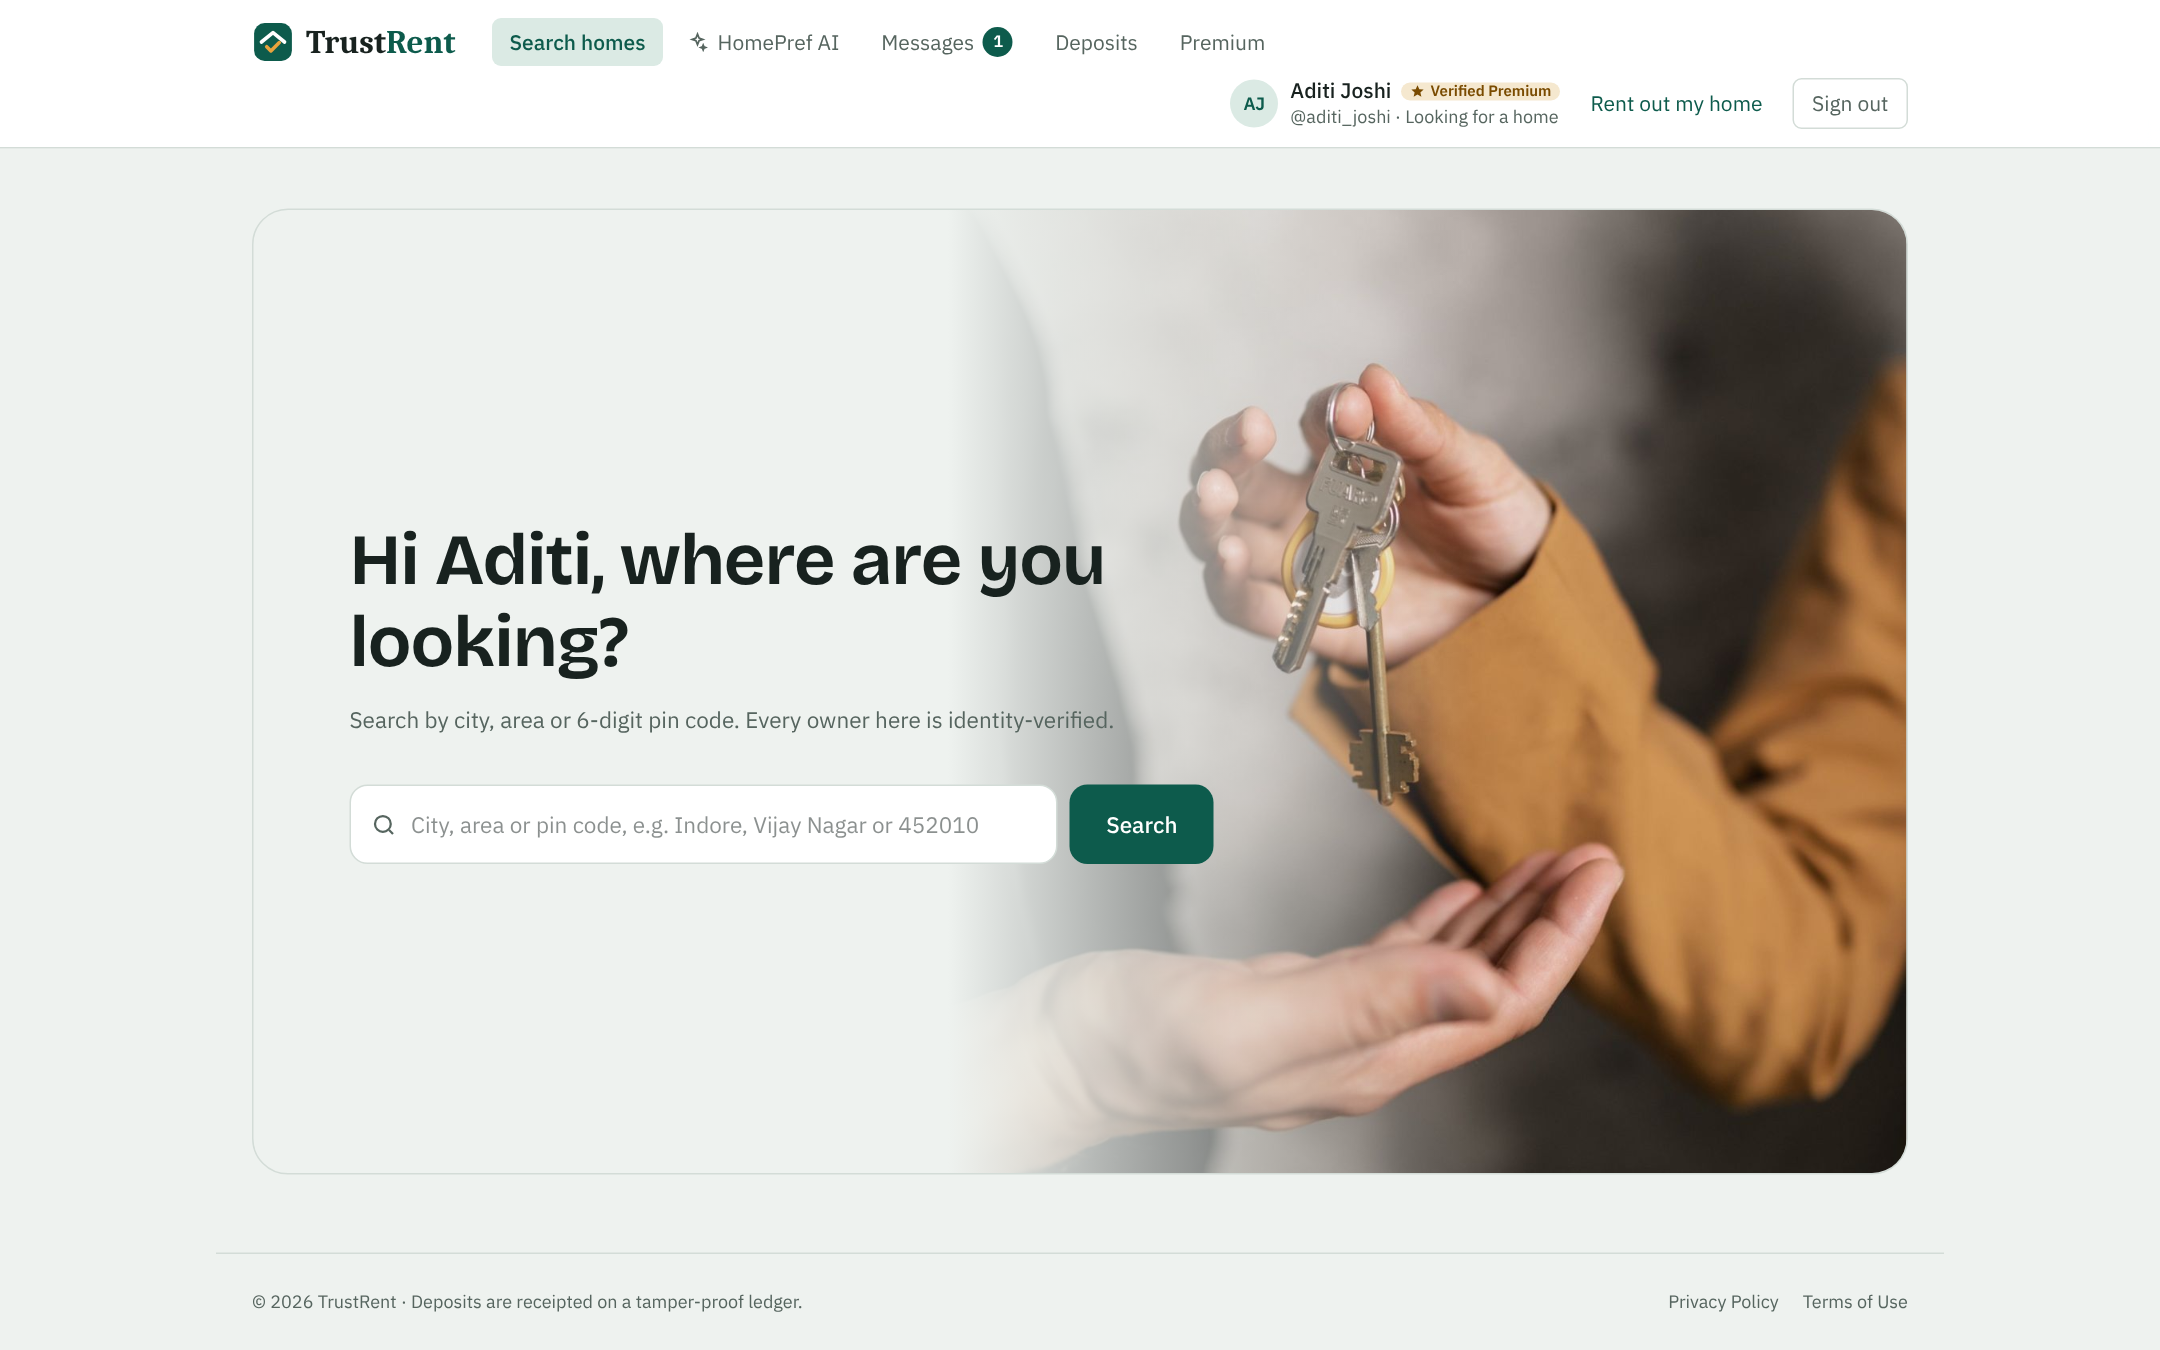 TrustRent
Search homes
HomePref AI
Messages 1
Deposits
Premium
AJ
Aditi Joshi
Verified Premium
@aditi_joshi · Looking for a home
Rent out my home
Sign out
Hi Aditi, where are you
looking?
Search by city, area or 6-digit pin code. Every owner here is identity-verified.
City, area or pin code, e.g. Indore, Vijay Nagar or 452010
Search
© 2026 TrustRent · Deposits are receipted on a tamper-proof ledger.
Privacy Policy
Terms of Use